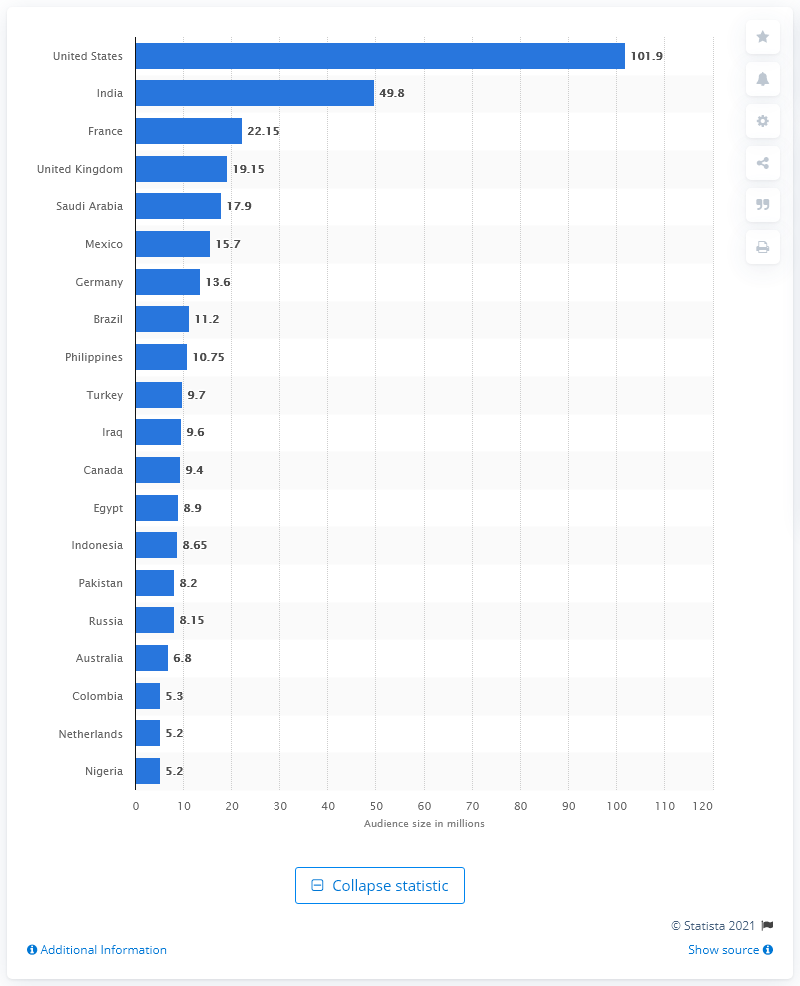 United States 101.9
India 49.8
France 22.15
United Kingdom 19.15
Saudi Arabia 17.9
Mexico 15.7
Germany 13.6
Brazil 11.2
Philippines 10.75
Turkey 9.7
Iraq 9.6
Canada 9.4
Egypt 8.9
Indonesia 8.65
Pakistan 8.2
Russia 8.15
Australia 6.8
Colombia 5.3
Netherlands 5.2
Nigeria 5.2
0 10 20 30 40 50 60 70 80 90 100 110 120
Audience size in millions
Collapse statistic
© Statista 2021
Additional Information Show source